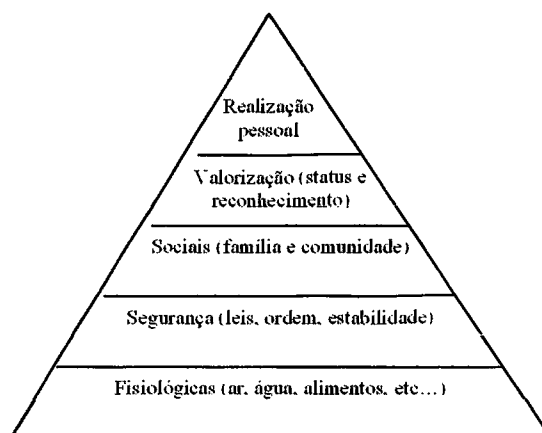 Realização
pessoal
Valorização (status e
reconhecimento)
Sociais (família e comunidade)
Segurança (leis, ordem, estabilidade)
Fisiológicas (ar, água, alimentos, etc...)